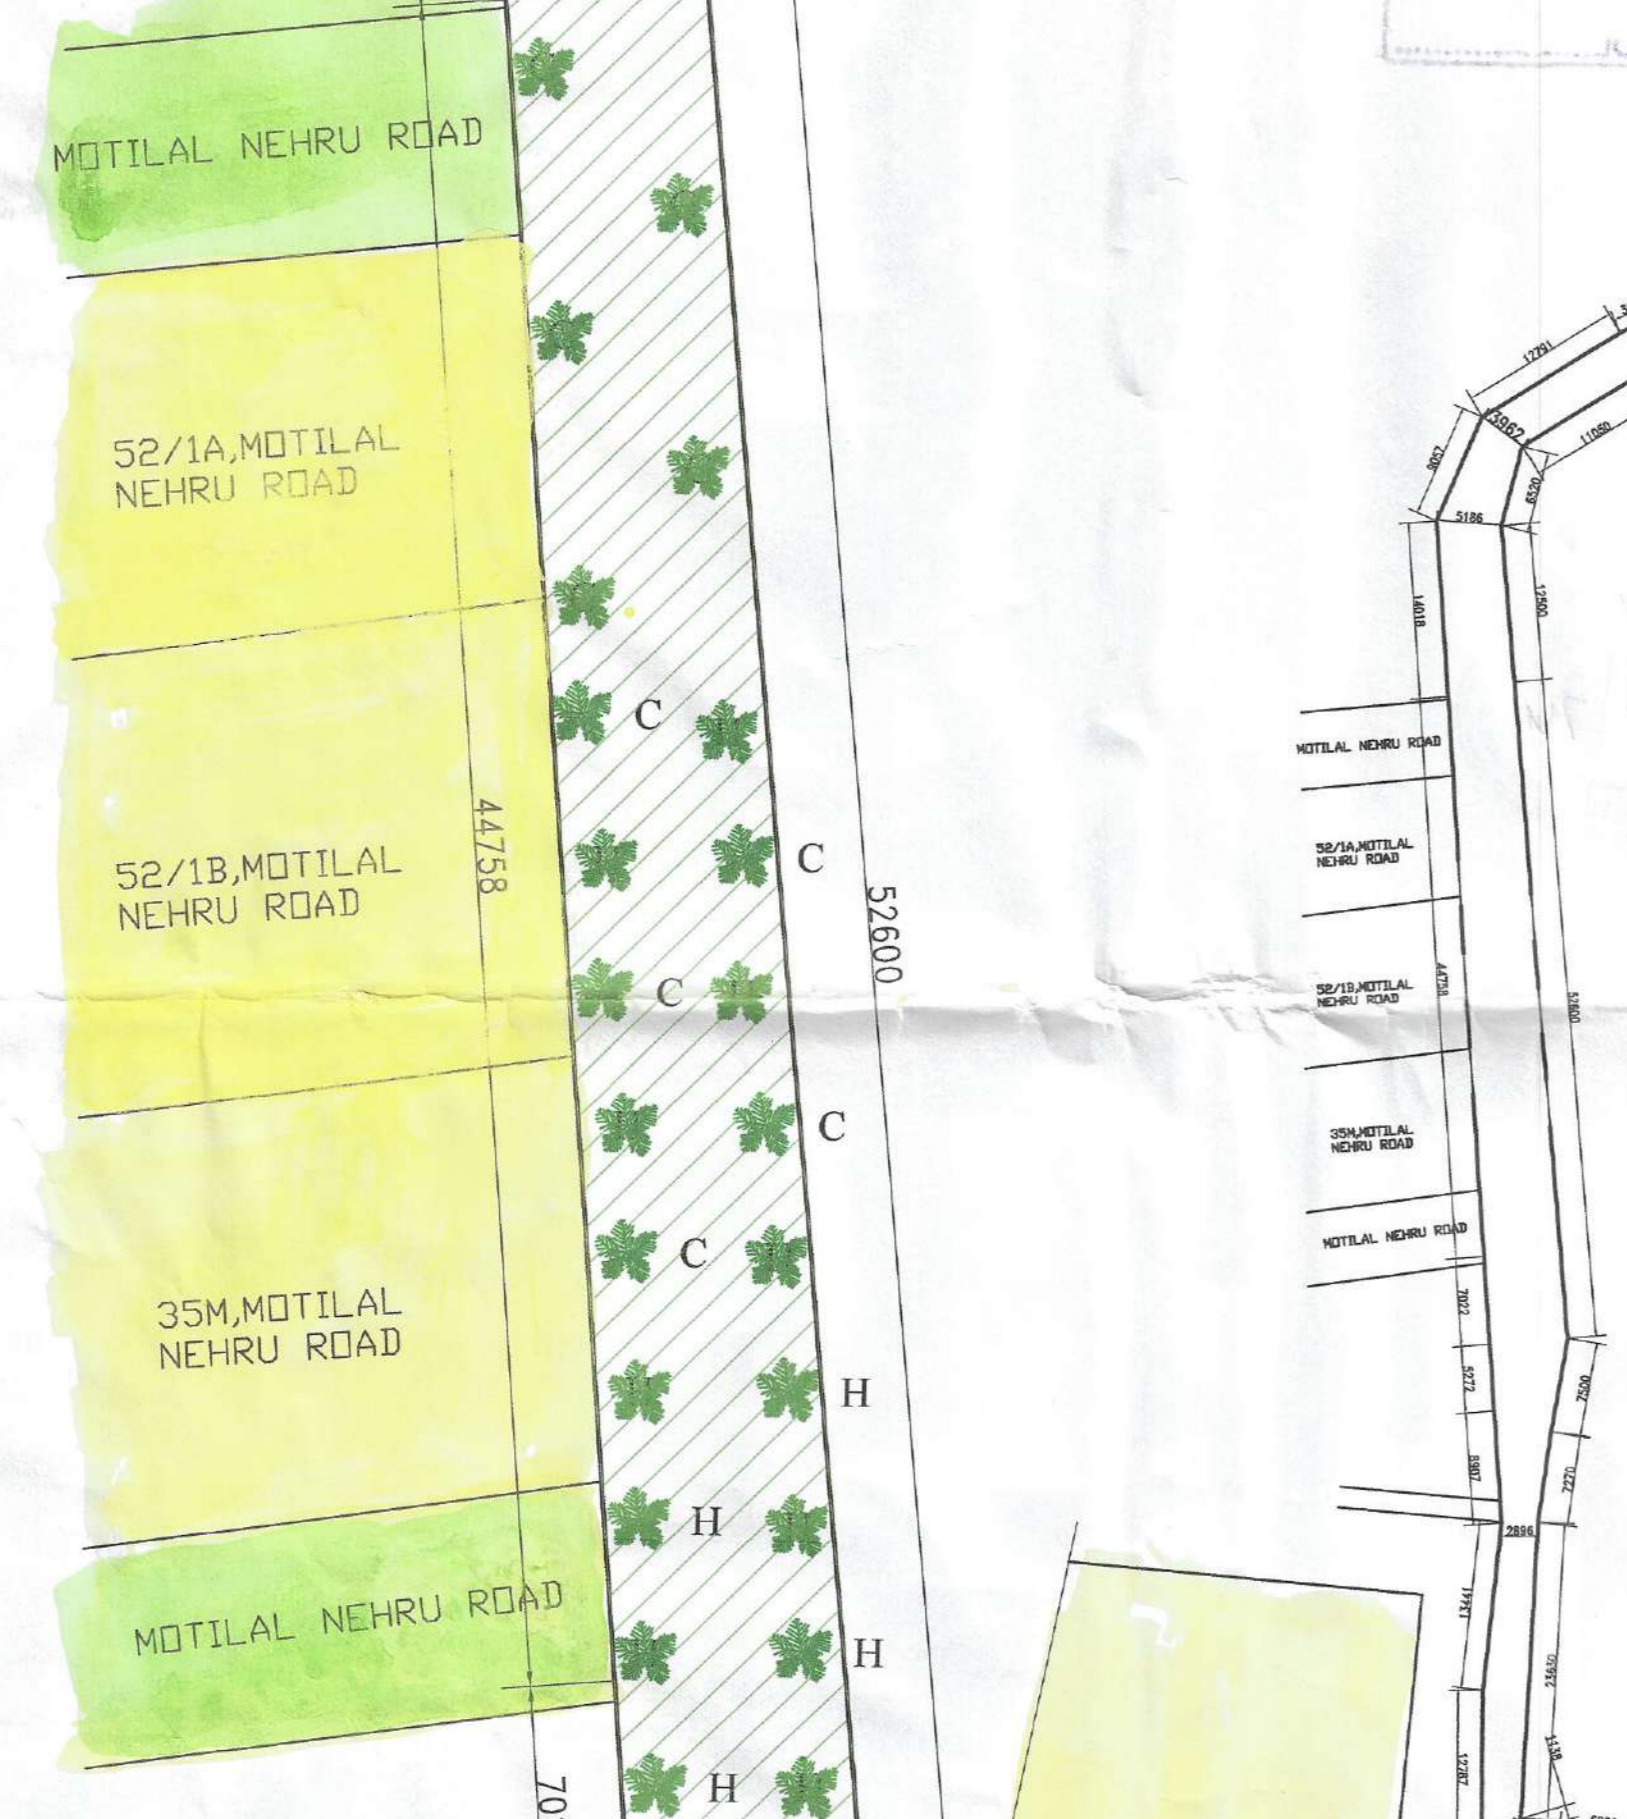 MOTILAL NEHRU ROAD
52/1A,MOTILAL
NEHRU ROAD
52/1B,MOTILAL
NEHRU ROAD
44758
35M,MOTILAL
NEHRU ROAD
MOTILAL NEHRU ROAD
C
C
52600
C
C
C
H
H
H
H
12791
3962
11050
9057
6520
5186
14018
12500
MOTILAL NEHRU ROAD
52/1A,MOTILAL
NEHRU ROAD
52/1B,MOTILAL
NEHRU ROAD
44758
52600
35M,MOTILAL
NEHRU ROAD
MOTILAL NEHRU ROAD
7022
5272
7500
8907
7270
2896
13441
23630
1438
12787